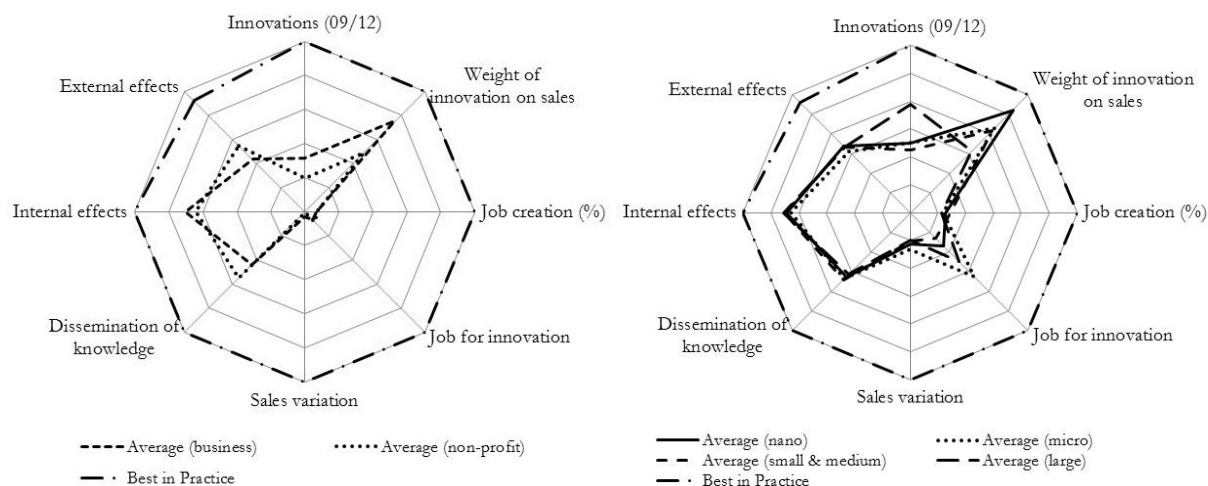 Innovations (09/12)
Weight of
innovation on sales
Job creation (%)
Job for innovation
Sales variation
Dissemination of
knowledge
Internal effects
External effects
Average (business)
Average (non-profit)
Best in Practice
Innovations (09/12)
Weight of innovation
on sales
Job creation (%)
Job for innovation
Sales variation
Dissemination of
knowledge
Internal effects
External effects
Average (nano)
Average (micro)
Average (small & medium)
Average (large)
Best in Practice